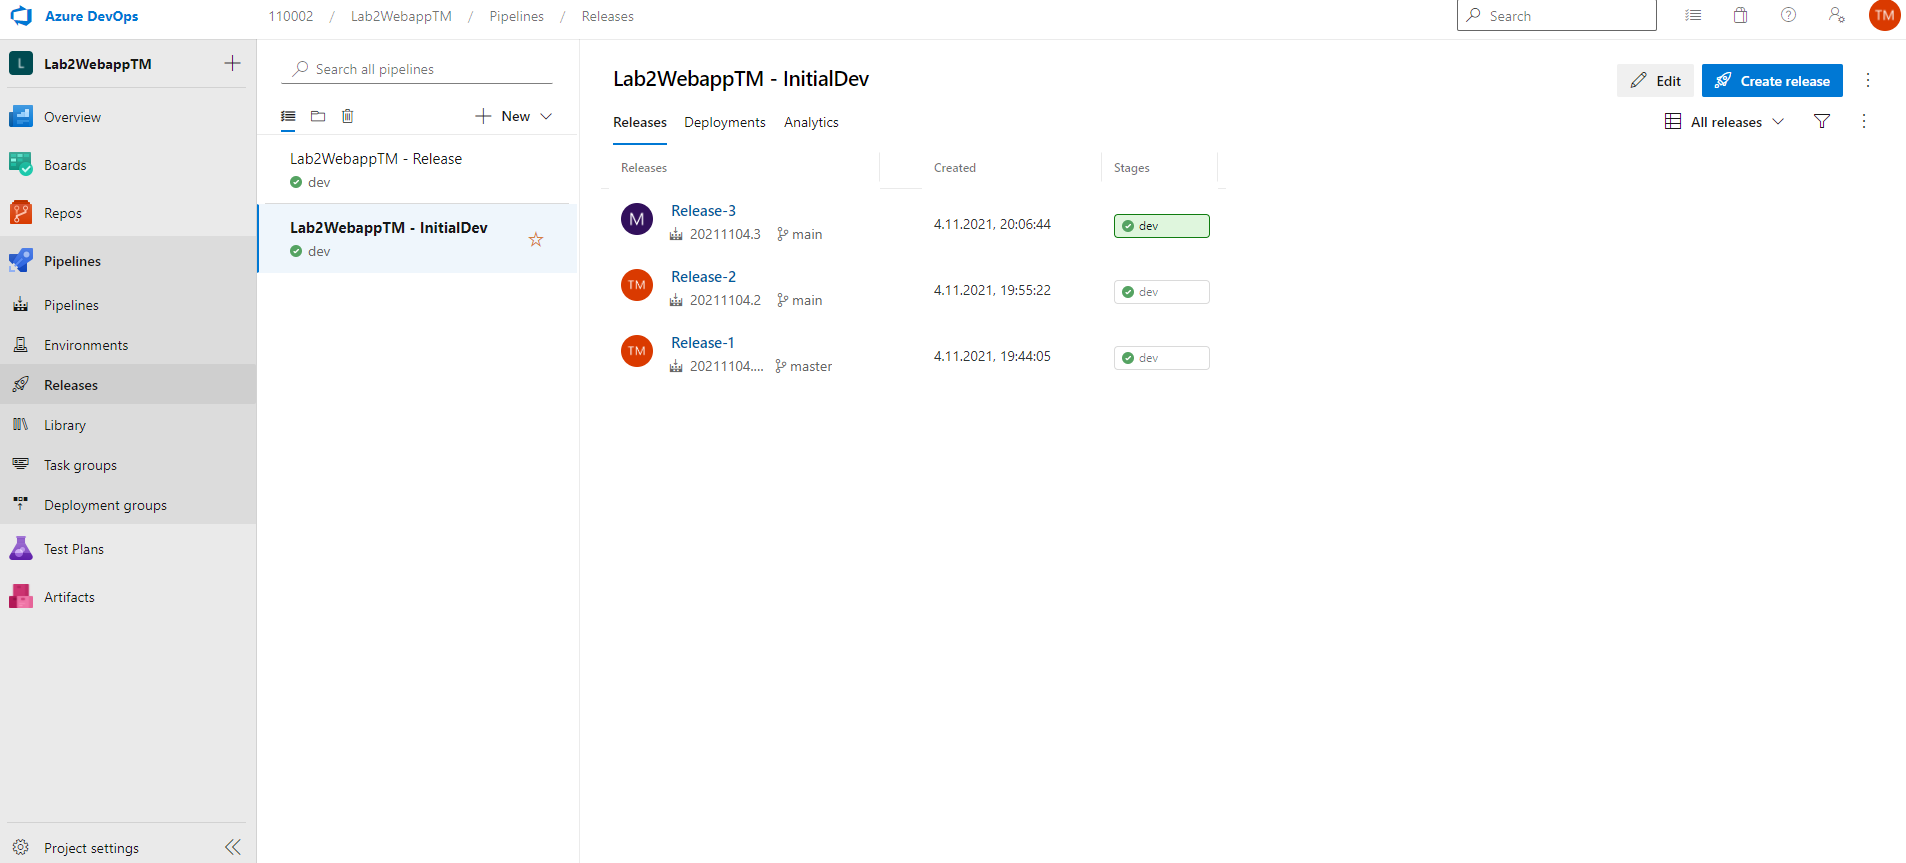 Azure DevOps
110002 / Lab2WebappTM / Pipelines / Releases
Search
TM
L
Lab2WebappTM
Overview
Boards
Repos
Pipelines
Pipelines
Environments
Releases
Library
Task groups
Deployment groups
Test Plans
Artifacts
Project settings
Search all pipelines
New
Lab2WebappTM - Release
dev
Lab2WebappTM - InitialDev
dev
Lab2WebappTM - InitialDev
Edit
Create release
Releases Deployments Analytics
All releases
Releases Created Stages
M Release-3 4.11.2021, 20:06:44 dev
20211104.3 main
TM Release-2 4.11.2021, 19:55:22 dev
20211104.2 main
TM Release-1 4.11.2021, 19:44:05 dev
20211104.... master